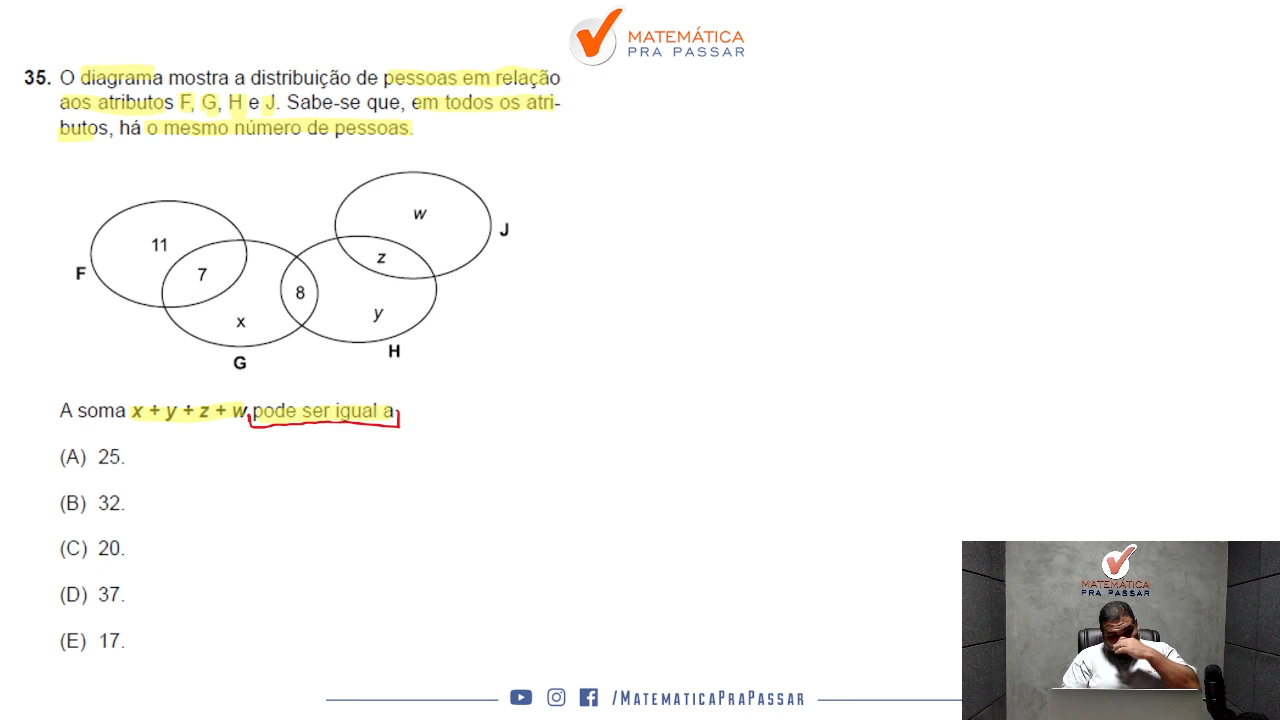 MATEMÁTICA
PRA PASSAR
35. O diagrama mostra a distribuição de pessoas em relação
aos atributos F, G, H e J. Sabe-se que, em todos os atri-
butos, há o mesmo número de pessoas.
w
J
11
z
F
7
8
x
y
H
G
A soma x + y + z + w pode ser igual a
(A) 25.
(B) 32.
(C) 20.
(D) 37.
(E) 17.
MATEMÁTICA
PRA PASSAR
/MATEMATICAPRAPASSAR